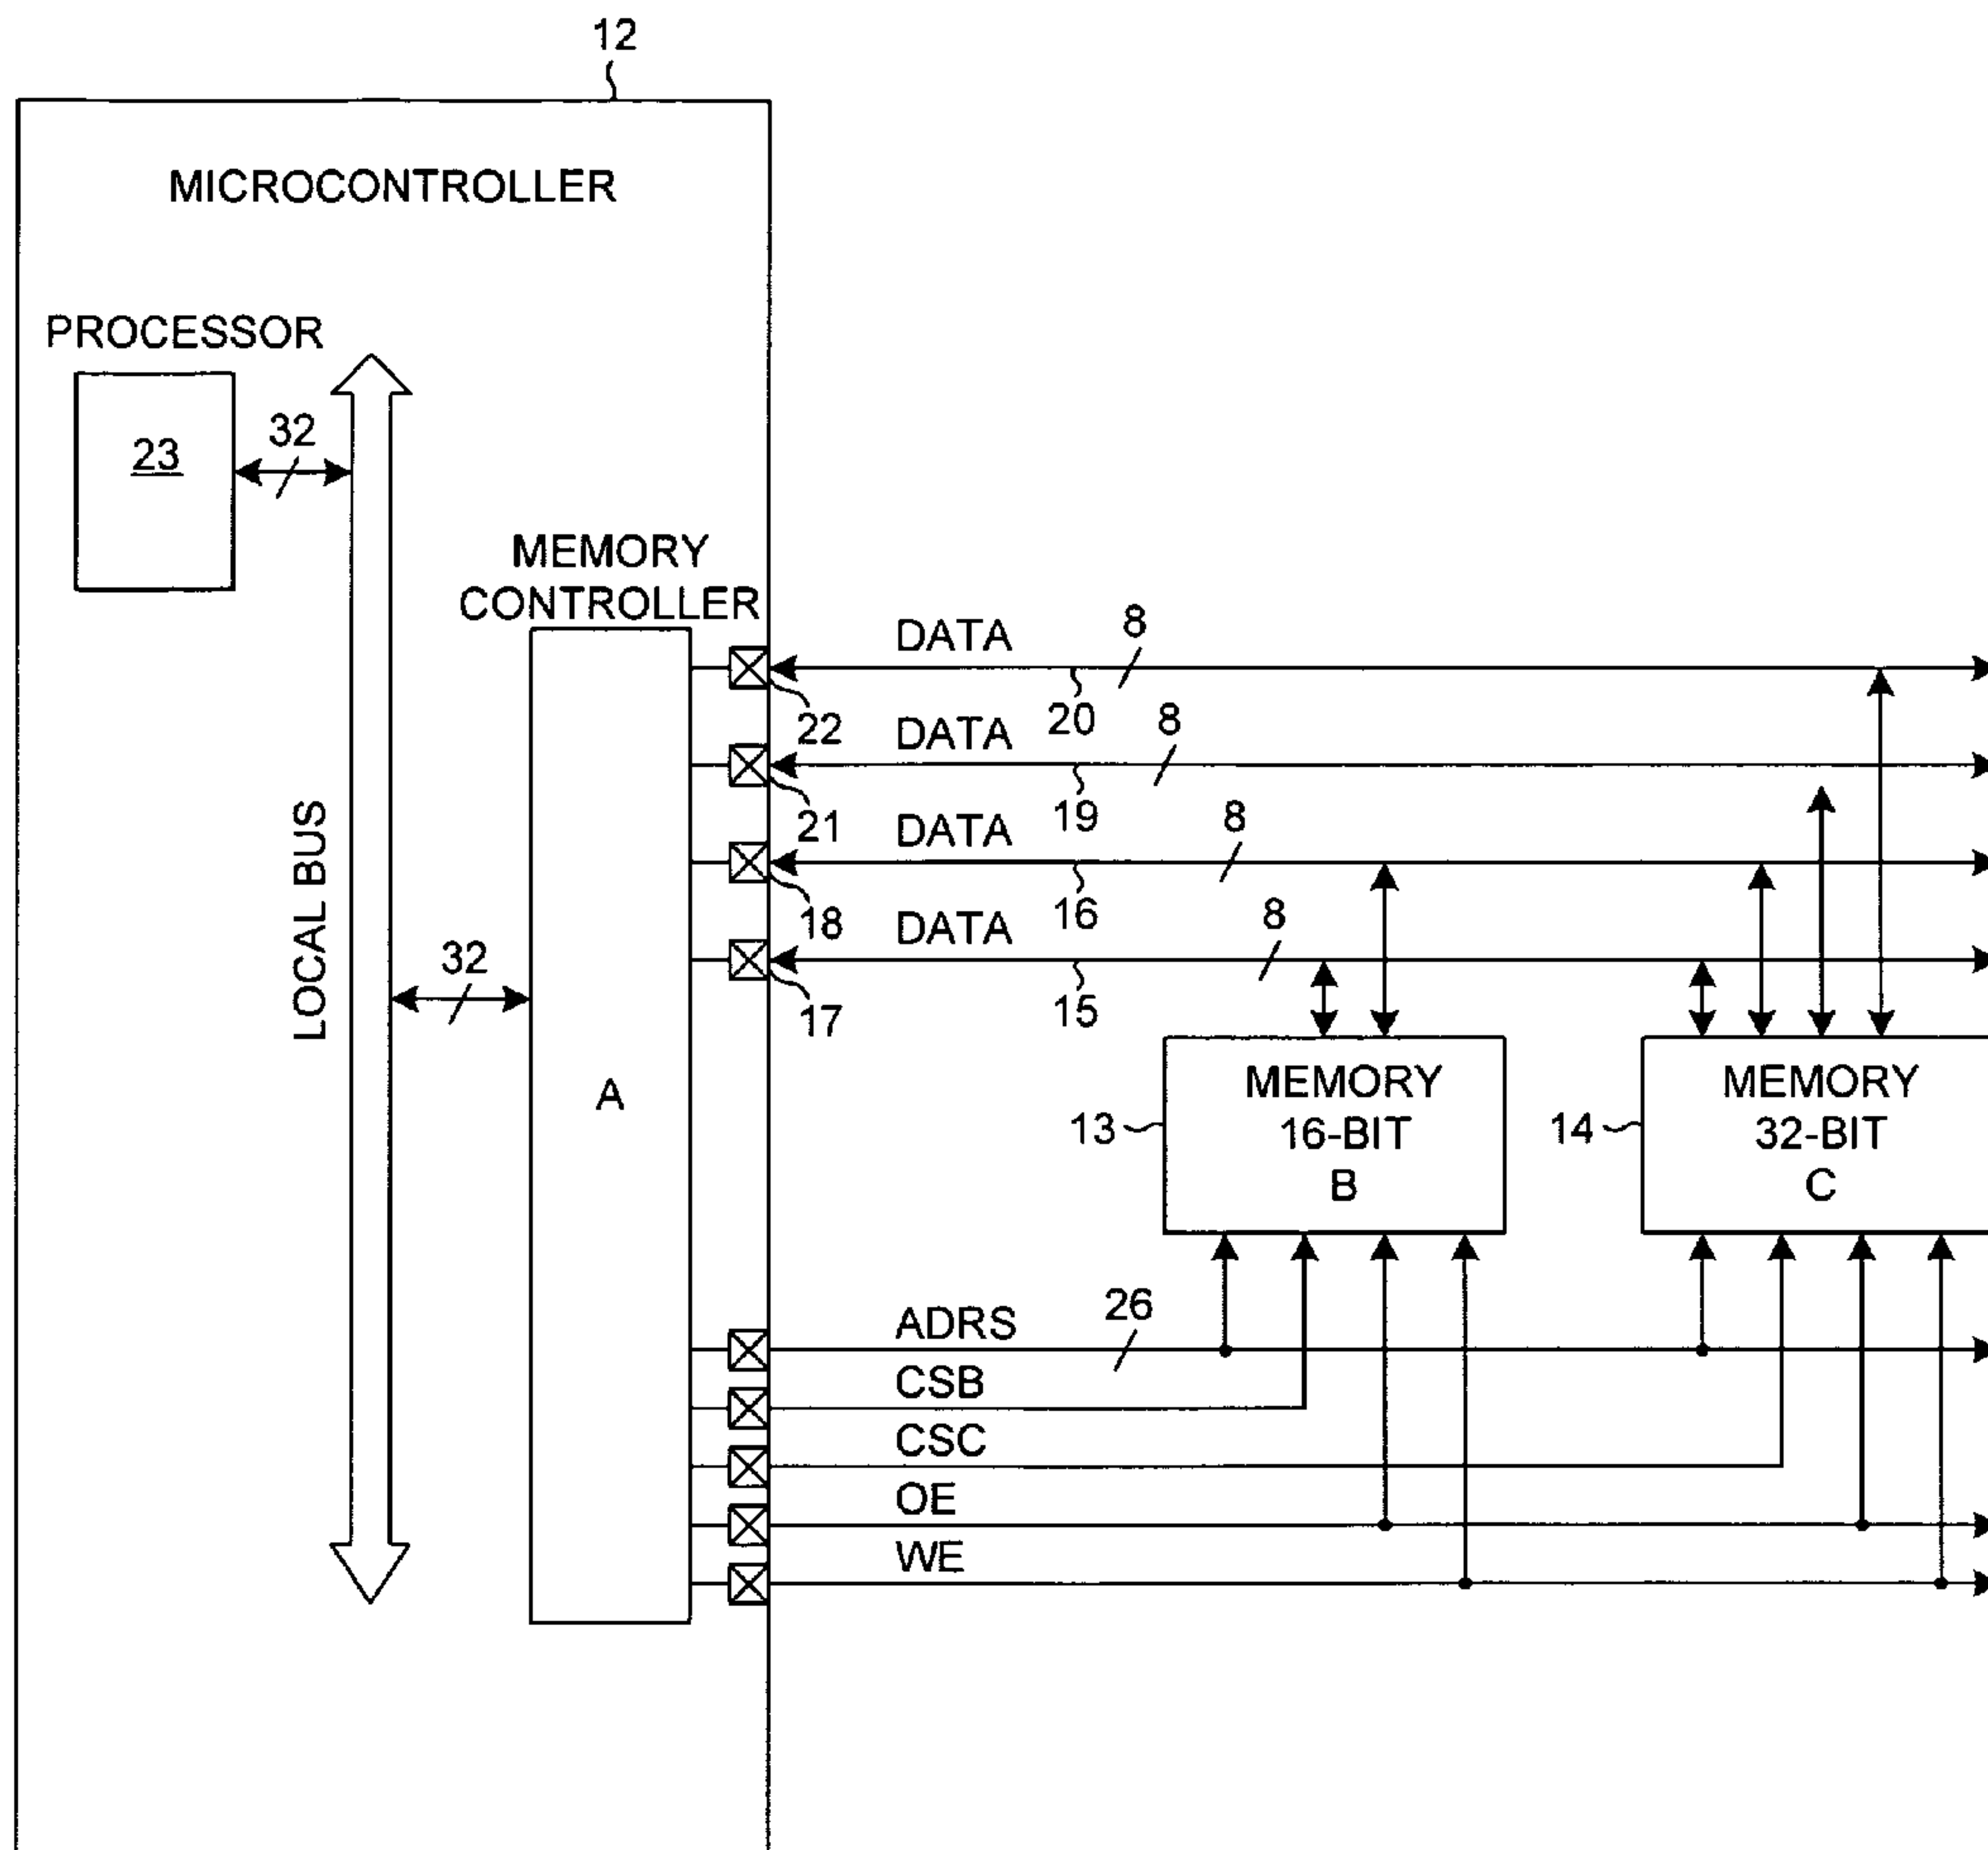 12
MICROCONTROLLER
PROCESSOR
23
32
LOCAL BUS
32
MEMORY
CONTROLLER
A
DATA
8
22
20
DATA
8
21
19
DATA
8
18
16
DATA
8
17
15
13
MEMORY
16-BIT
B
14
MEMORY
32-BIT
C
ADRS
26
CSB
CSC
OE
WE